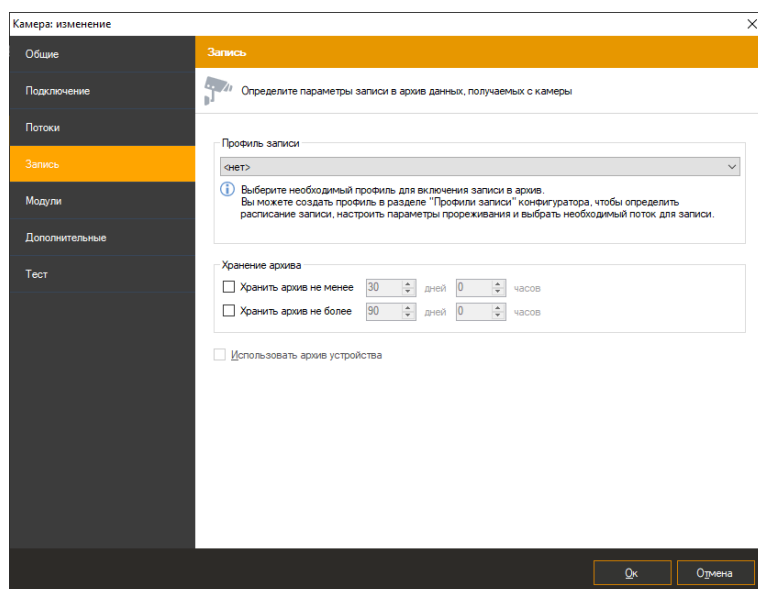 Камера: изменение
Общие
Подключение
Потоки
Запись
Модули
Дополнительные
Тест
Запись
Определите параметры записи в архив данных, получаемых с камеры
Профиль записи
<нет>
Выберите необходимый профиль для включения записи в архив.
Вы можете создать профиль в разделе "Профили записи" конфигуратора, чтобы определить
расписание записи, настроить параметры прореживания и выбрать необходимый поток для записи.
Хранение архива
Хранить архив не менее 30 дней 0 часов
Хранить архив не более 90 дней 0 часов
Использовать архив устройства
Ок Отмена